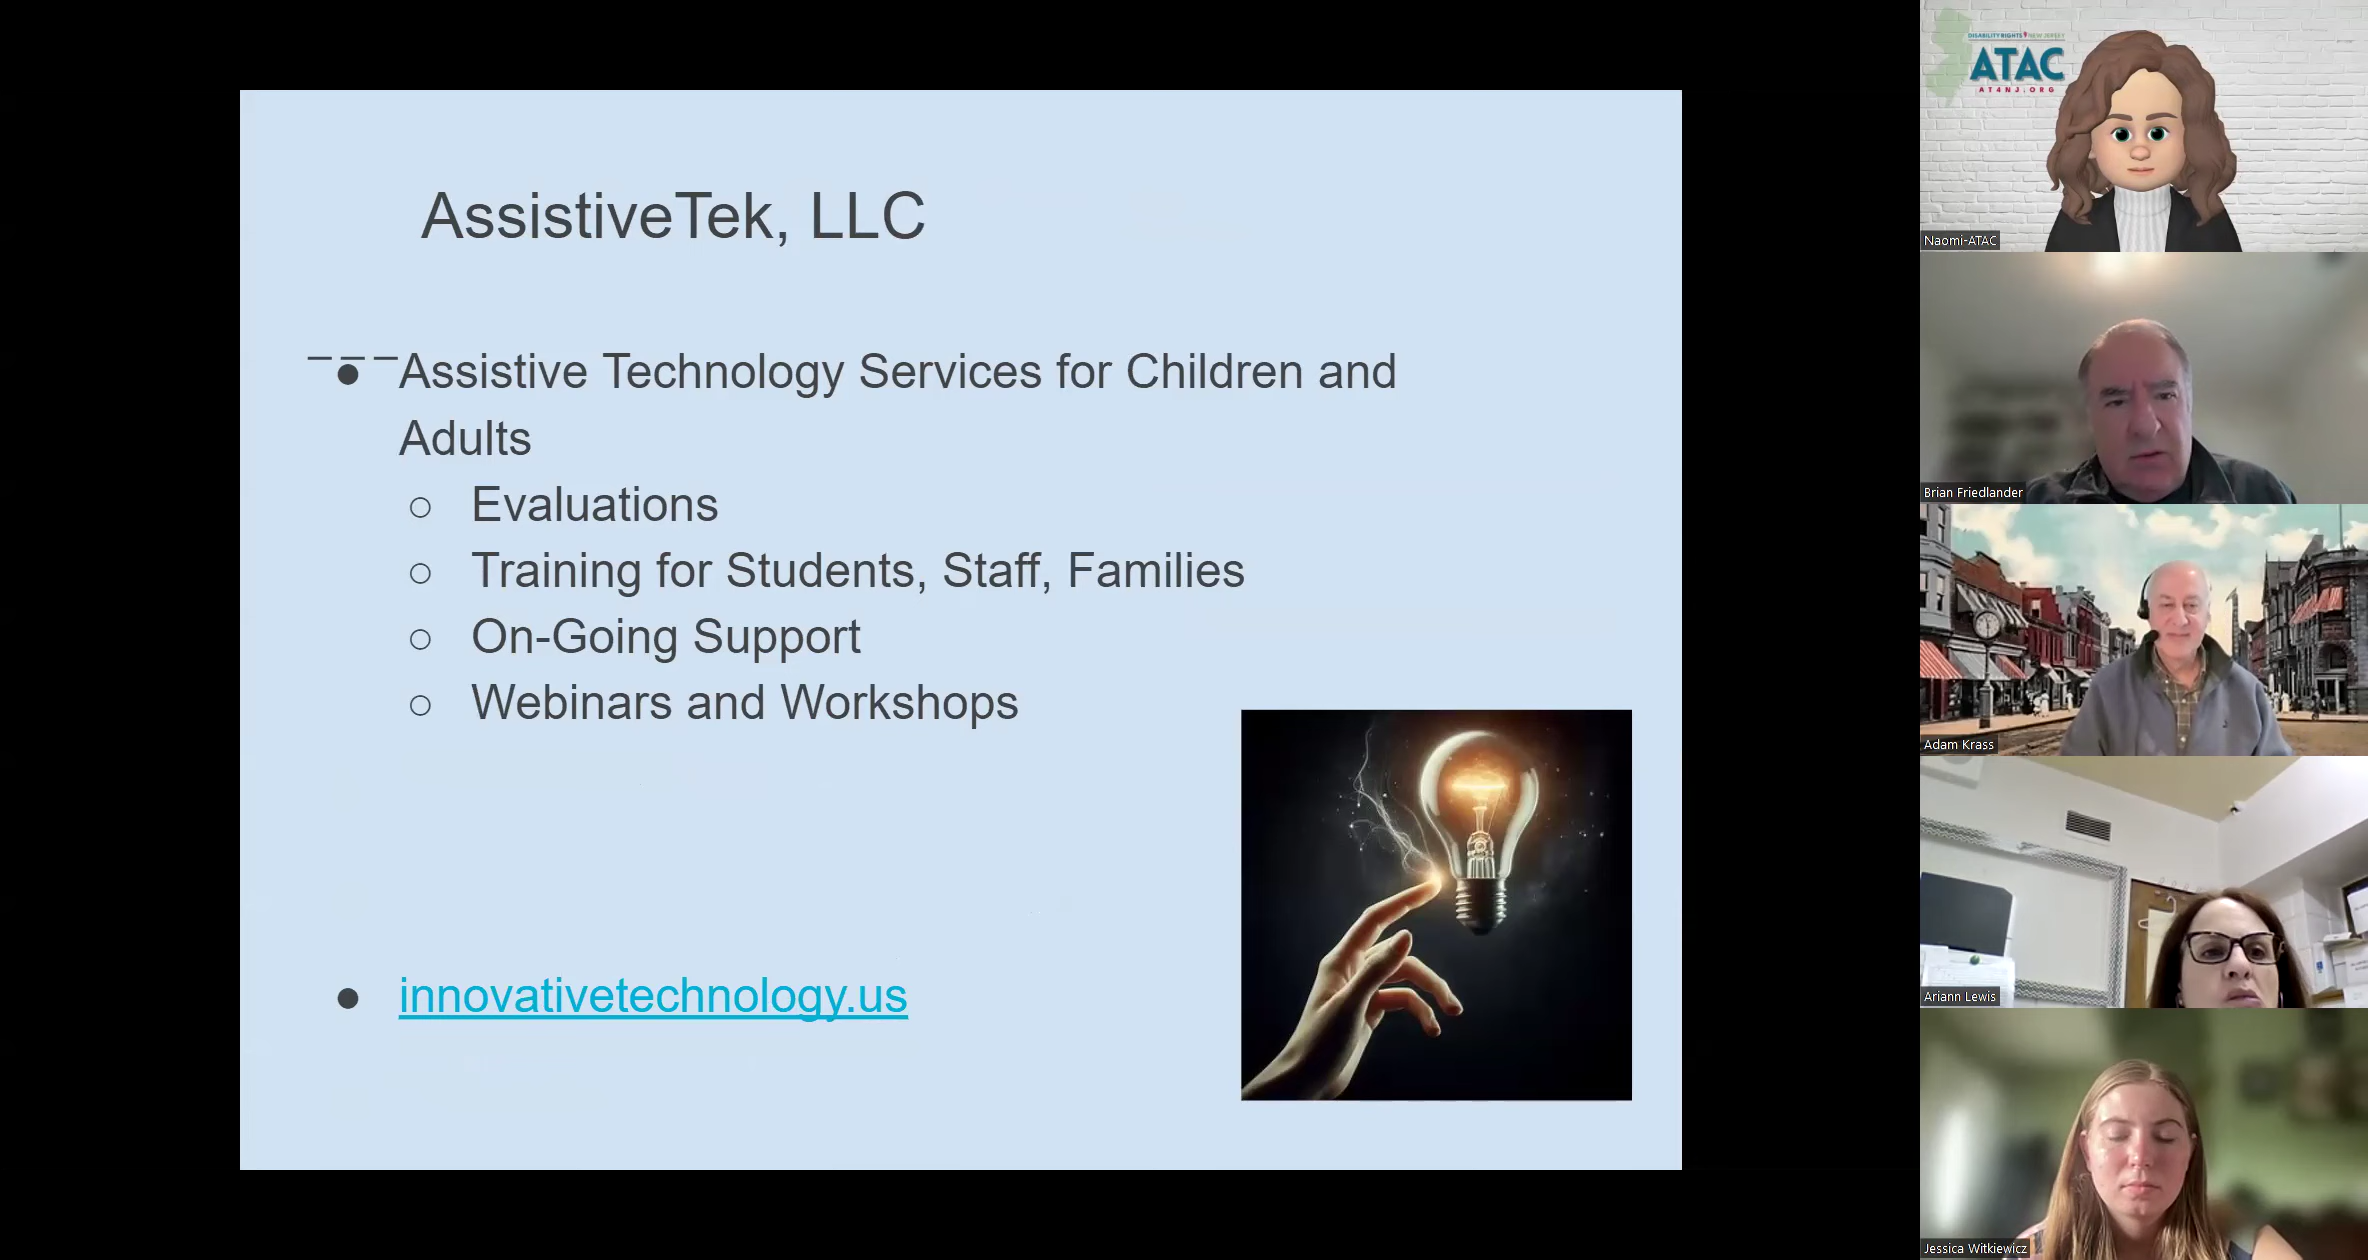 AssistiveTek, LLC
● Assistive Technology Services for Children and
Adults
○ Evaluations
○ Training for Students, Staff, Families
○ On-Going Support
○ Webinars and Workshops
● innovativetechnology.us
DISABILITY RIGHTS NEW JERSEY
ATAC
AT4NJ.ORG
Naomi-ATAC
Brian Friedlander
Adam Krass
Ariann Lewis
Jessica Witkiewicz